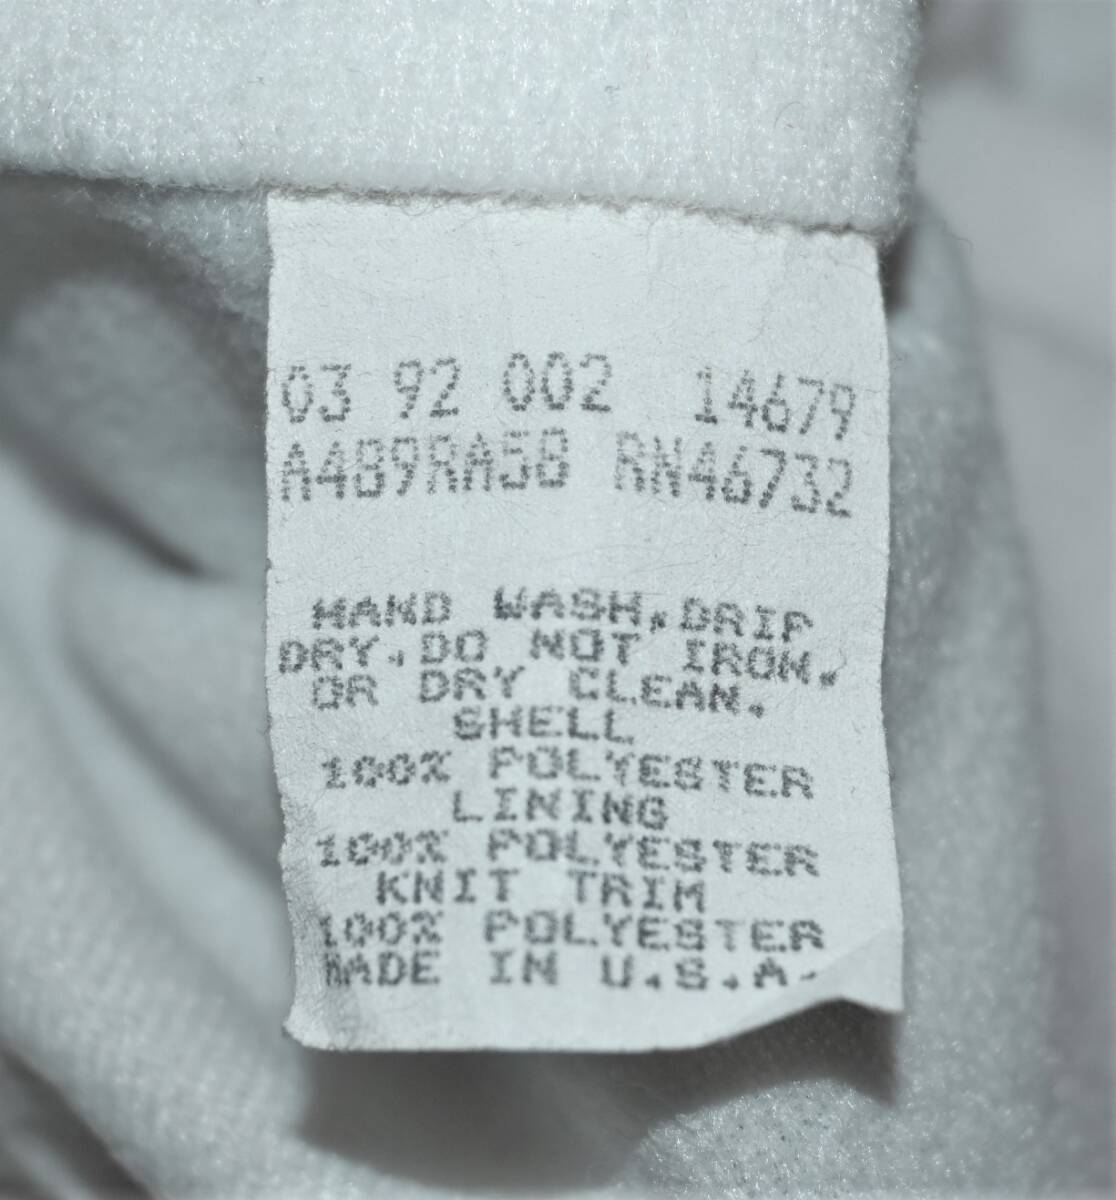 03 92 002 14679
A489RA58 RN46732
HAND WASH,DRIP
DRY.DO NOT IRON.
OR DRY CLEAN.
SHELL
100% POLYESTER
LINING
100% POLYESTER
KNIT TRIM
100% POLYESTER
MADE IN U.S.A.